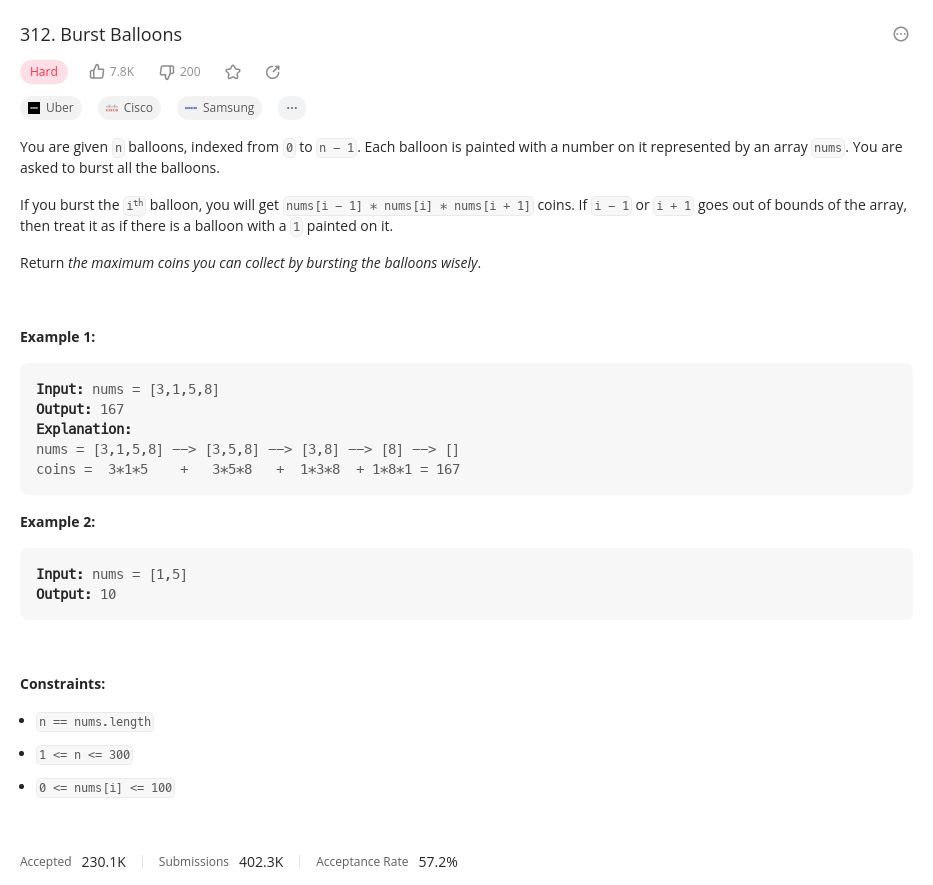 312. Burst Balloons
Hard 7.8K 200
Uber Cisco Samsung ...
You are given n balloons, indexed from 0 to n - 1. Each balloon is painted with a number on it represented by an array nums. You are
asked to burst all the balloons.
If you burst the ith balloon, you will get nums[i - 1] * nums[i] * nums[i + 1] coins. If i - 1 or i + 1 goes out of bounds of the array,
then treat it as if there is a balloon with a 1 painted on it.
Return the maximum coins you can collect by bursting the balloons wisely.
Example 1:
Input: nums = [3,1,5,8]
Output: 167
Explanation:
nums = [3,1,5,8] --> [3,5,8] --> [3,8] --> [8] --> []
coins =  3*1*5    +   3*5*8   +  1*3*8  + 1*8*1 = 167
Example 2:
Input: nums = [1,5]
Output: 10
Constraints:
• n == nums.length
• 1 <= n <= 300
• 0 <= nums[i] <= 100
Accepted 230.1K Submissions 402.3K Acceptance Rate 57.2%